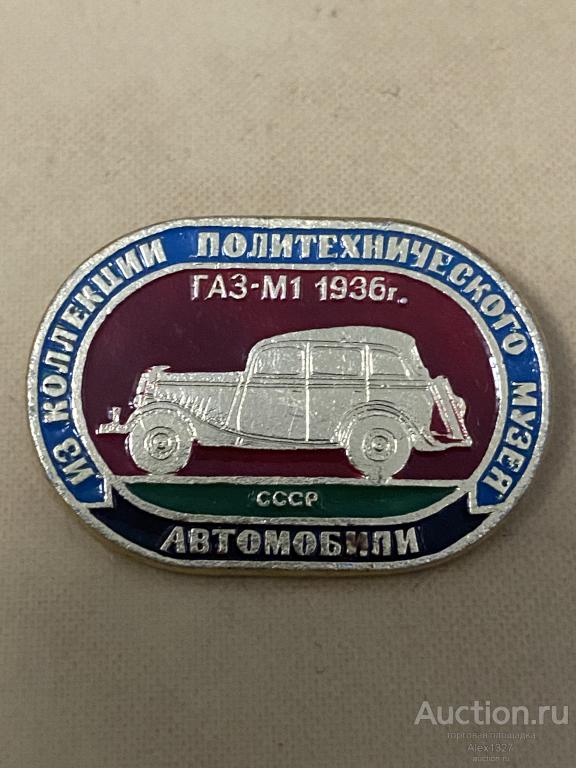 ИЗ КОЛЛЕКЦИИ ПОЛИТЕХНИЧЕСКОГО МУЗЕЯ
ГАЗ-М1 1936г.
СССР
АВТОМОБИЛИ
Auction.ru
торговая площадка
Alex1327
auction.ru